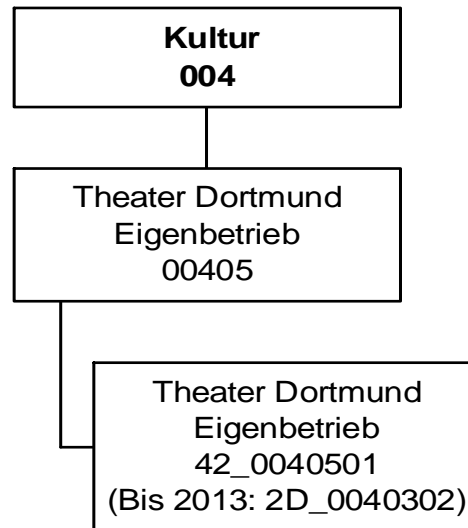 Kultur
004
Theater Dortmund
Eigenbetrieb
00405
Theater Dortmund
Eigenbetrieb
42_0040501
(Bis 2013: 2D_0040302)